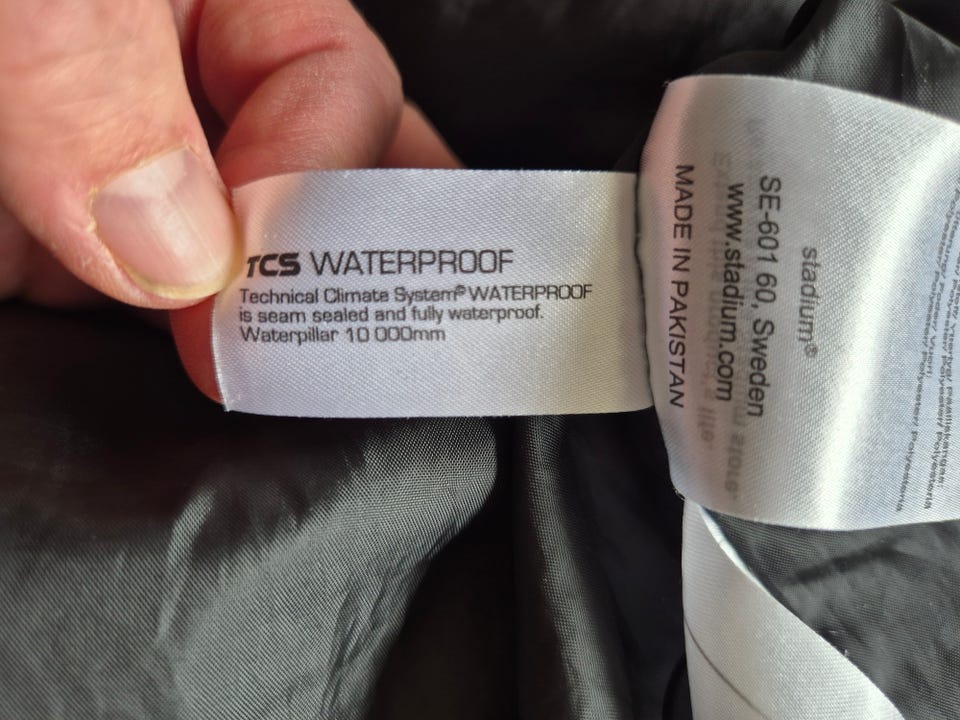 TCS WATERPROOF
Technical Climate System® WATERPROOF
is seam sealed and fully waterproof.
Waterpillar 10 000mm
stadium®
SE-601 60, Sweden
www.stadium.com
MADE IN PAKISTAN